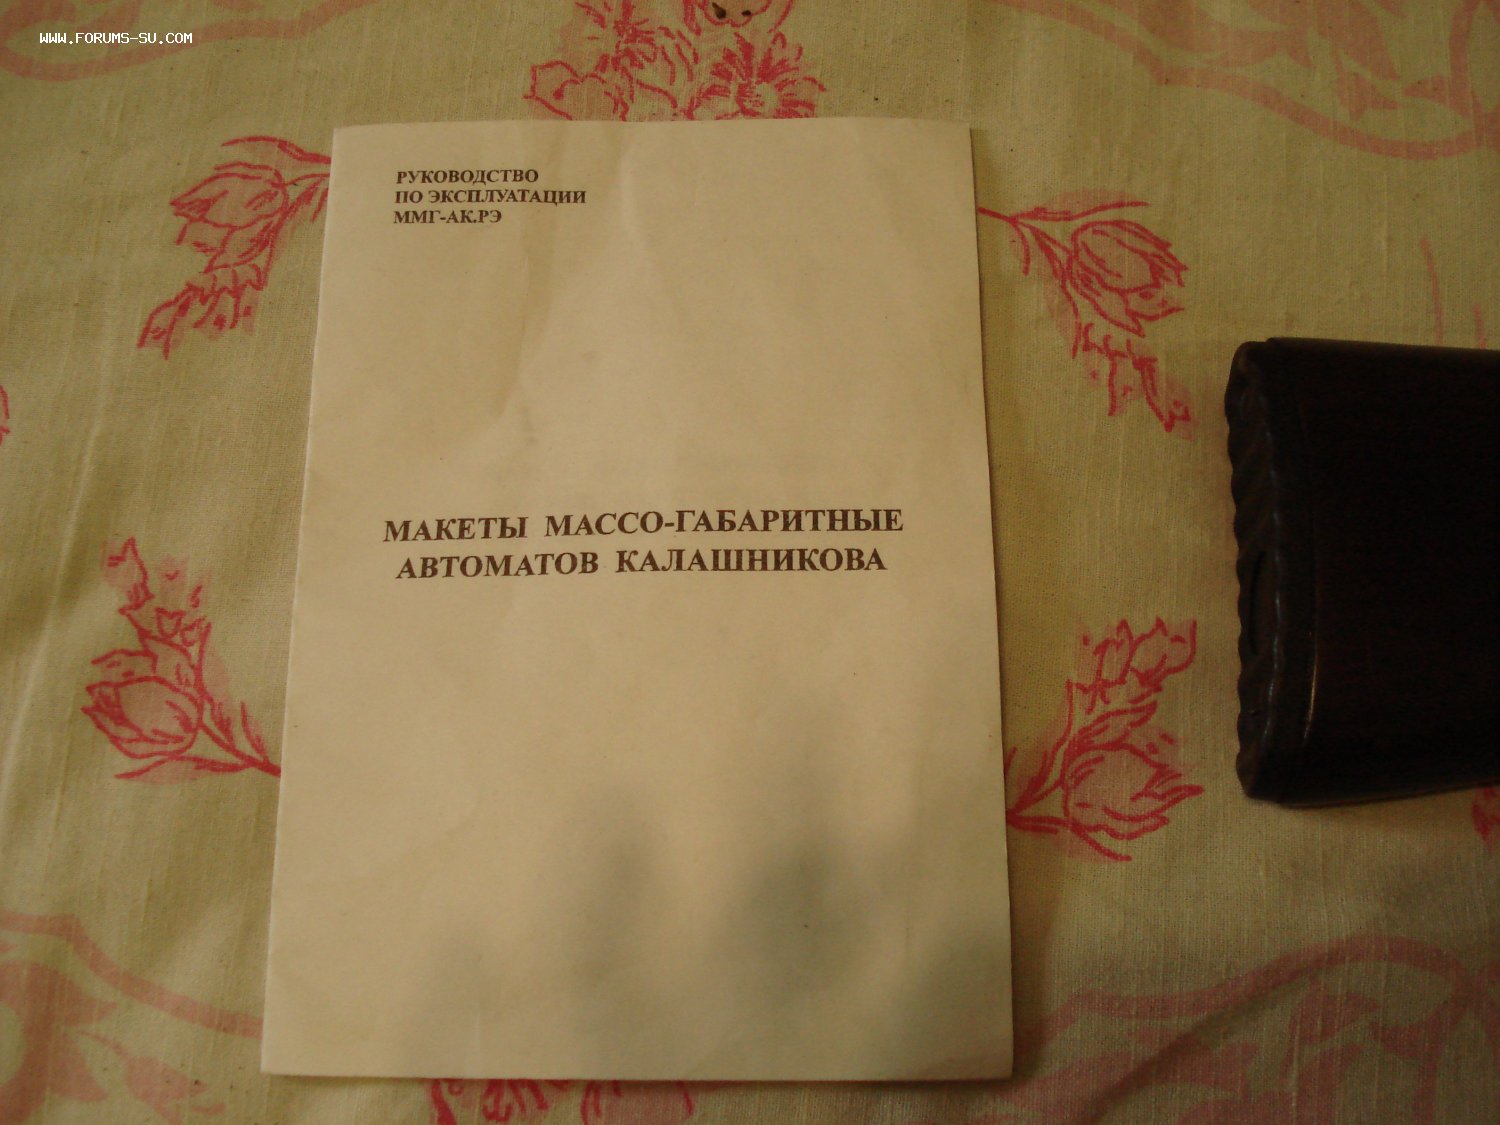 WWW.FORUMS-SU.COM
РУКОВОДСТВО
ПО ЭКСПЛУАТАЦИИ
ММГ-АК.РЭ
МАКЕТЫ МАССО-ГАБАРИТНЫЕ
АВТОМАТОВ КАЛАШНИКОВА